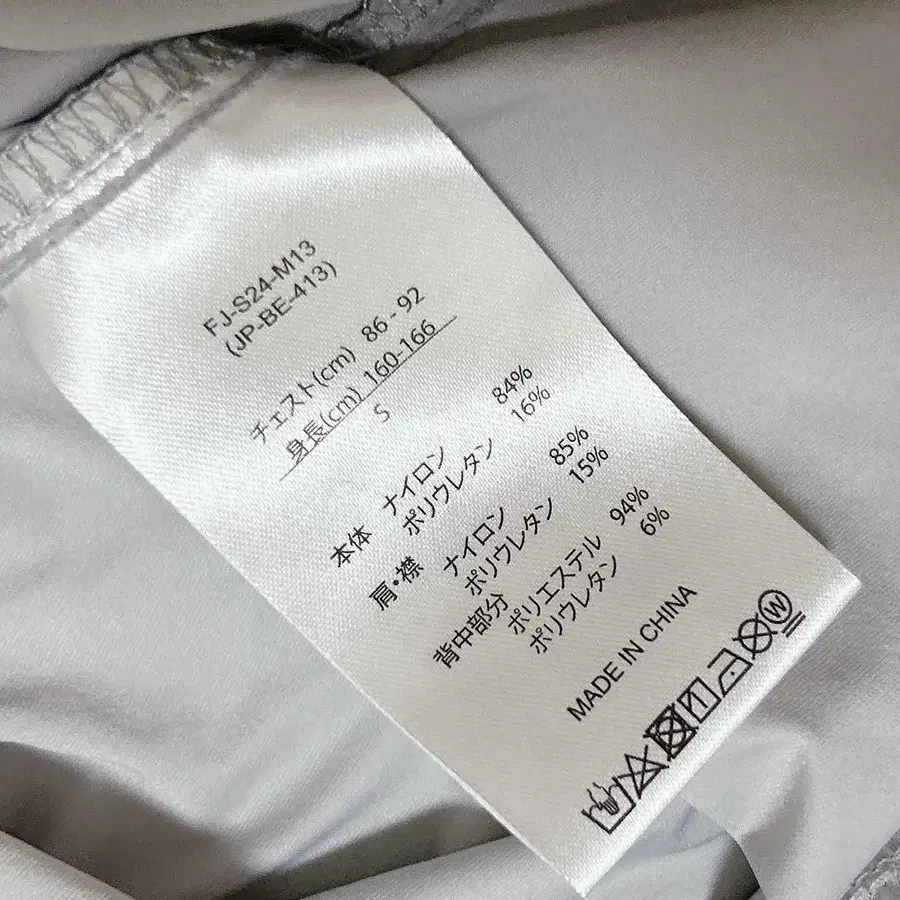 FJ-S24-M13
(JP-BE-413)
チェスト(cm) 86 - 92
身長(cm) 160-166
S
本体 ナイロン 84%
ポリウレタン 16%
肩・襟 ナイロン 85%
ポリウレタン 15%
背中部分 ポリエステル 94%
ポリウレタン 6%
MADE IN CHINA
W